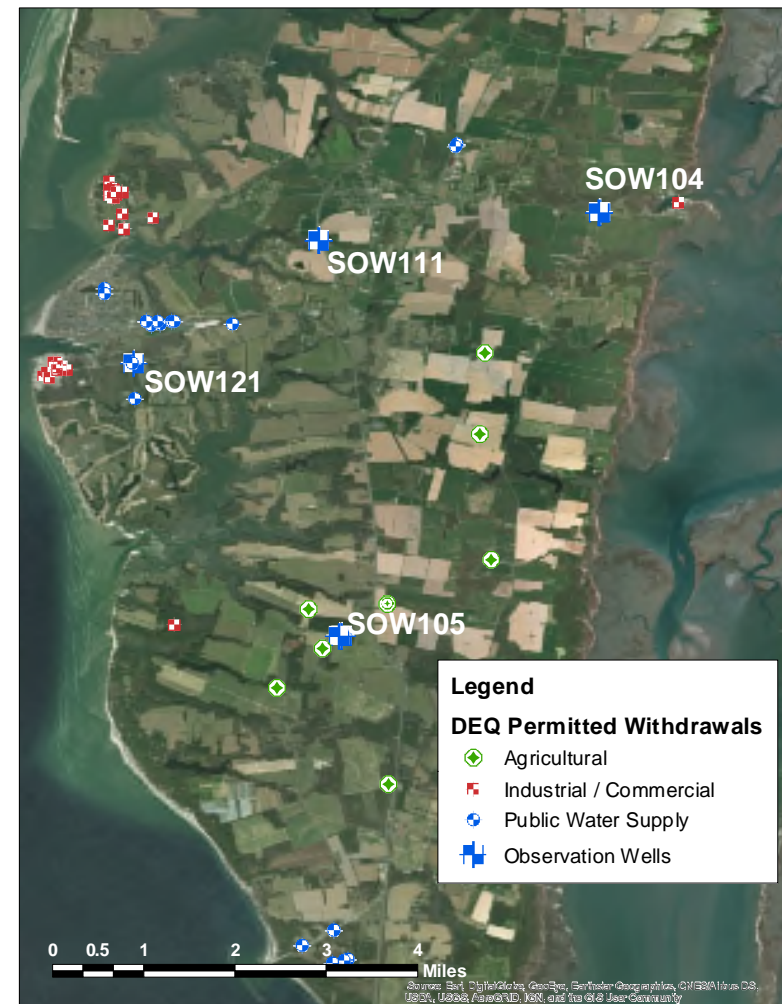 SOW104
SOW111
SOW121
SOW105
Legend
DEQ Permitted Withdrawals
Agricultural
Industrial / Commercial
Public Water Supply
Observation Wells
0 0.5 1 2 3 4
Miles
Source: Esri, DigitalGlobe, GeoEye, Earthstar Geographics, CNES/Airbus DS,
USDA, USGS, AeroGRID, IGN, and the GIS User Community